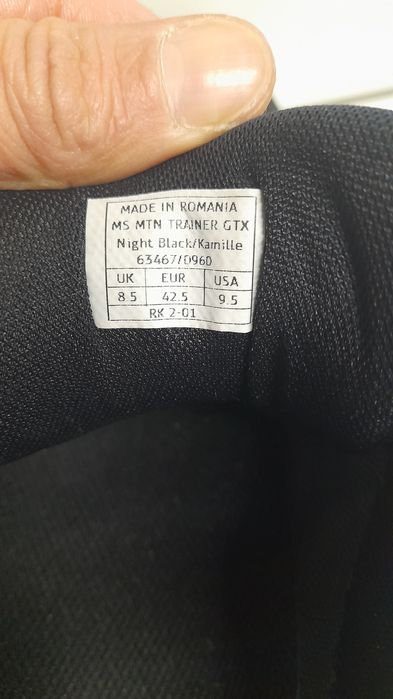 MADE IN ROMANIA
MS MTN TRAINER GTX
Night Black/Kamille
63467/0960
UK EUR USA
8.5 42.5 9.5
RK 2-01